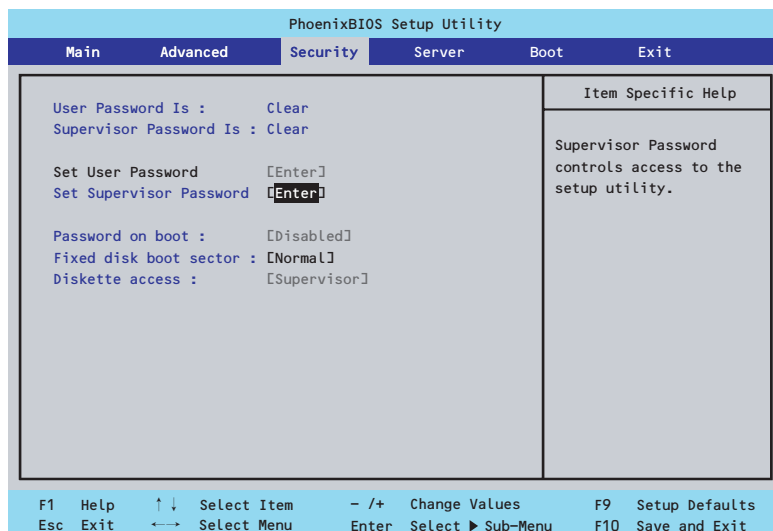 PhoenixBIOS Setup Utility
Main Advanced Security Server Boot Exit
User Password Is : Clear
Supervisor Password Is : Clear
Set User Password [Enter]
Set Supervisor Password [Enter]
Password on boot : [Disabled]
Fixed disk boot sector : [Normal]
Diskette access : [Supervisor]
Item Specific Help
Supervisor Password
controls access to the
setup utility.
F1 Help ↑↓ Select Item − /+ Change Values F9 Setup Defaults
Esc Exit ←→ Select Menu Enter Select ▶ Sub−Menu F10 Save and Exit